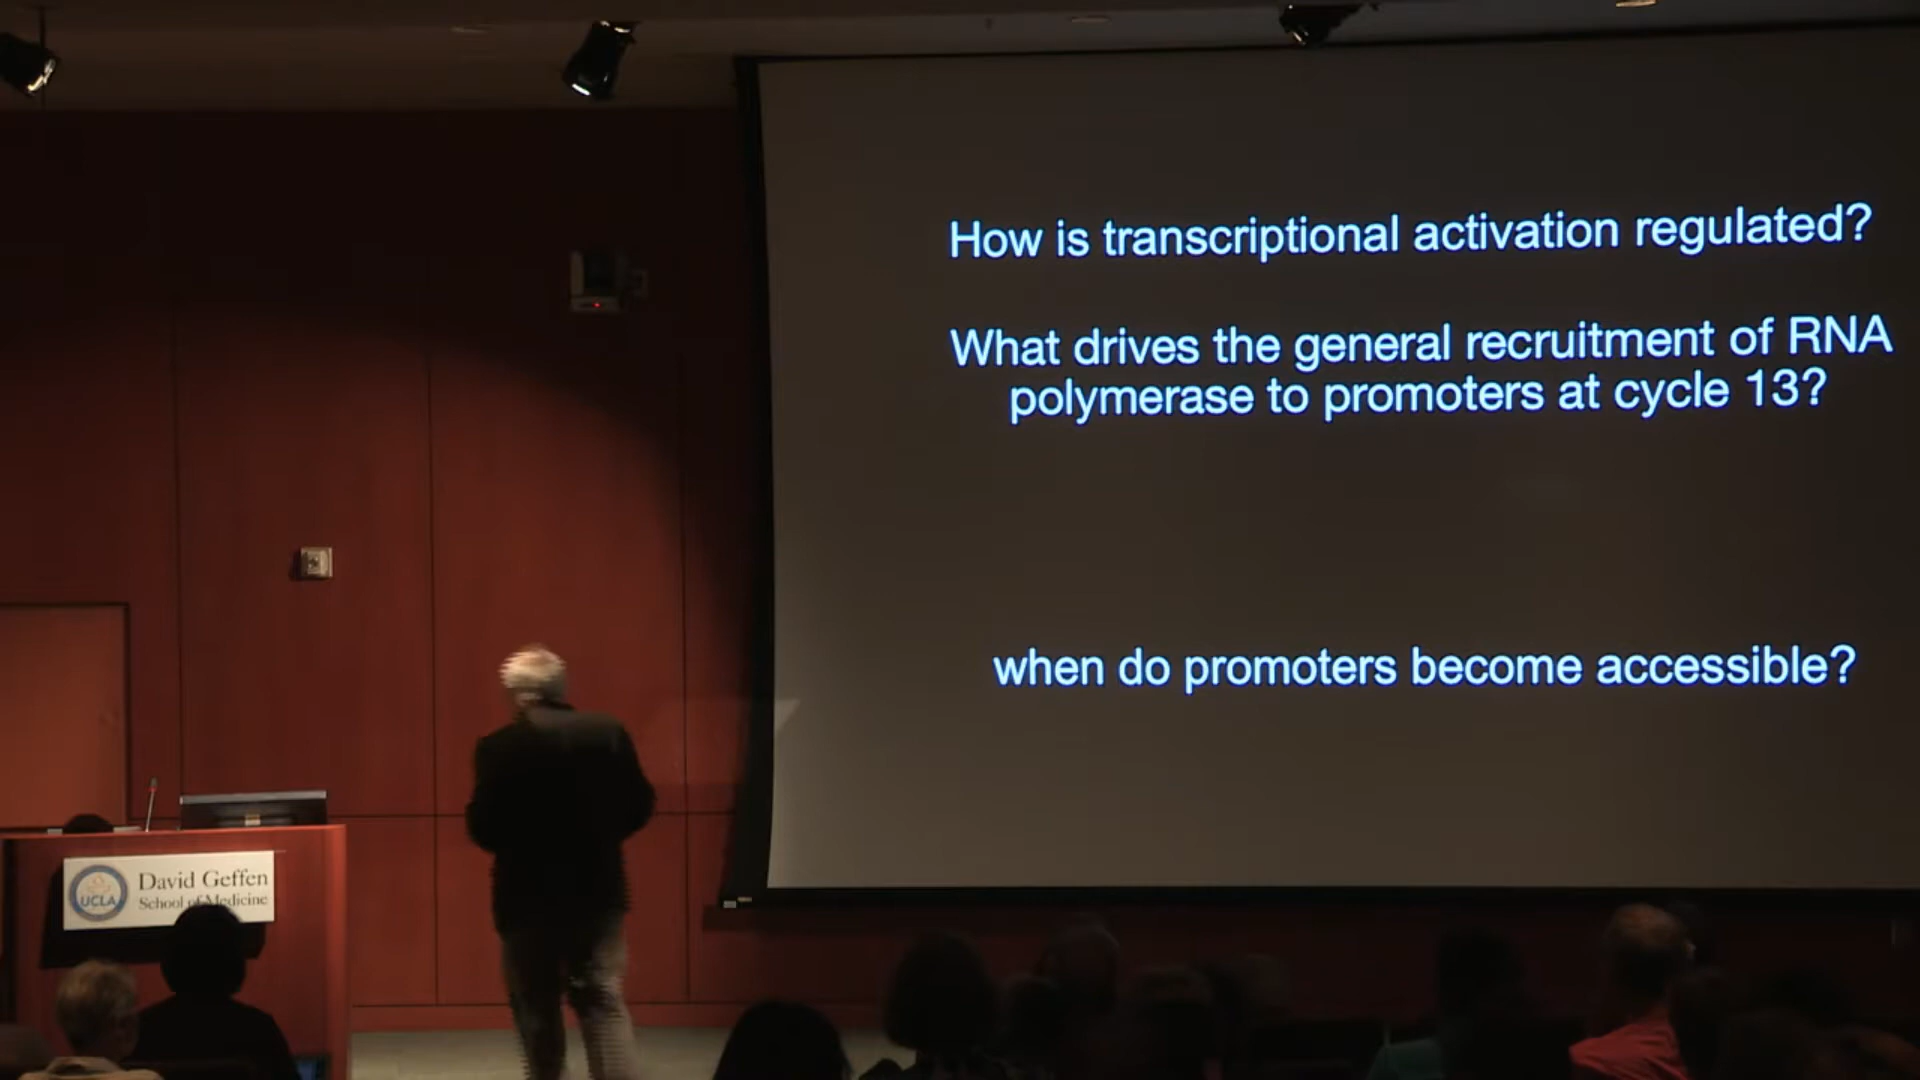 How is transcriptional activation regulated?
What drives the general recruitment of RNA
polymerase to promoters at cycle 13?
when do promoters become accessible?
David Geffen
School of Medicine
UCLA